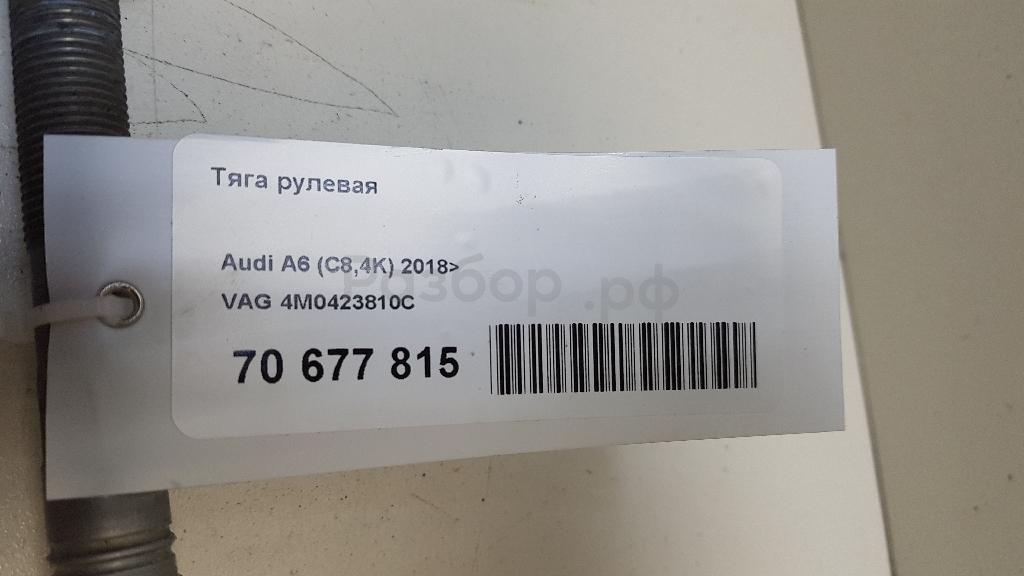 Тяга рулевая
Audi A6 (C8,4K) 2018>
Разбор.рф
VAG 4M0423810C
70 677 815